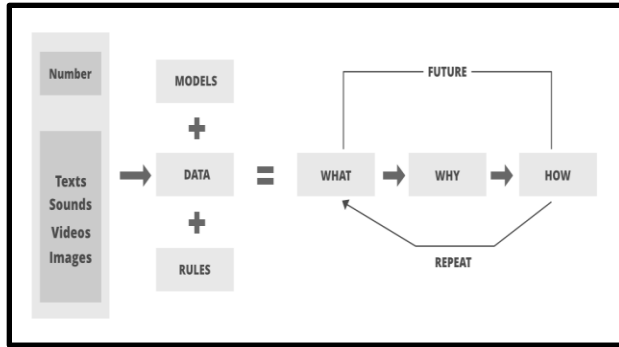 Number
Texts
Sounds
Videos
Images
MODELS
+
DATA
+
RULES
=
WHAT
WHY
HOW
FUTURE
REPEAT